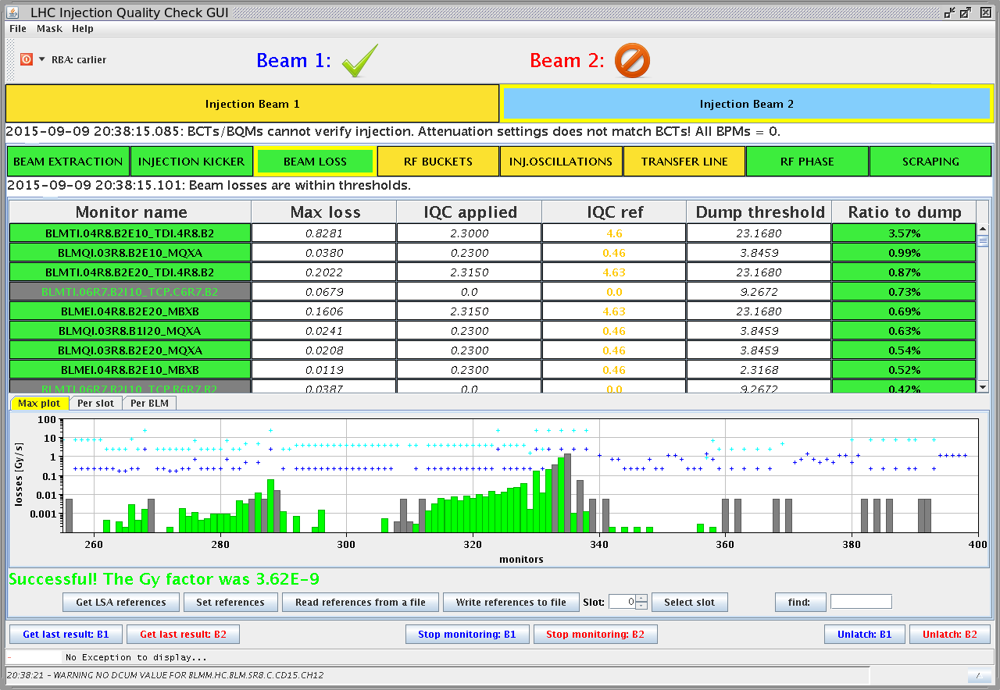 LHC Injection Quality Check GUI
File Mask Help
RBA: carlier Beam 1: Beam 2:
Injection Beam 1 Injection Beam 2
2015-09-09 20:38:15.085: BCTs/BQMs cannot verify injection. Attenuation settings does not match BCTs! All BPMs = 0.
BEAM EXTRACTION INJECTION KICKER BEAM LOSS RF BUCKETS INJ.OSCILLATIONS TRANSFER LINE RF PHASE SCRAPING
2015-09-09 20:38:15.101: Beam losses are within thresholds.
Monitor name Max loss IQC applied IQC ref Dump threshold Ratio to dump
BLMTI.04R8.B2E10_TDI.4R8.B2 0.8281 2.3000 4.6 23.1680 3.57%
BLMQI.03R8.B2E10_MQXA 0.0380 0.2300 0.46 3.8459 0.99%
BLMTI.04R8.B2E20_TDI.4R8.B2 0.2022 2.3150 4.63 23.1680 0.87%
BLMTI.06R7.B2I10_TCP.C6R7.B2 0.0679 0.0 0.0 9.2672 0.73%
BLMEI.04R8.B2E20_MBXB 0.1606 2.3150 4.63 23.1680 0.69%
BLMQI.03R8.B1I20_MQXA 0.0241 0.2300 0.46 3.8459 0.63%
BLMQI.03R8.B2E20_MQXA 0.0208 0.2300 0.46 3.8459 0.54%
BLMEI.04R8.B2E10_MBXB 0.0119 0.2300 0.46 2.3168 0.52%
BLMTI.06R7.B2I10_TCP.B6R7.B2 0.0387 0.0 0.0 9.2672 0.42%
Max plot Per slot Per BLM
losses [Gy/s]
100
10
1
0.1
0.01
0.001
260 280 300 320 340 360 380 400
monitors
Successful! The Gy factor was 3.62E-9
Get LSA references Set references Read references from a file Write references to file Slot: 0 Select slot find:
Get last result: B1 Get last result: B2 Stop monitoring: B1 Stop monitoring: B2 Unlatch: B1 Unlatch: B2
- No Exception to display...
20:38:21 - WARNING NO DCUM VALUE FOR BLMM.HC.BLM.SR8.C.CD15.CH12